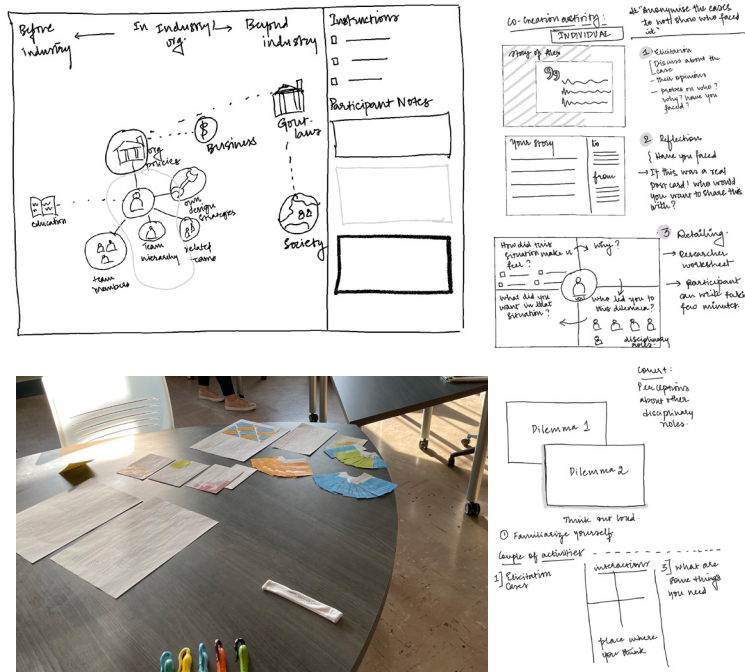 Before
industry
In Industry/
org.
Beyond
industry
Instructions
Participant Notes
Govt.
laws
$
Business
org
policies
education
own
design
strategies
Team
hierarchy
related
team
members
Society
Co-Creation activity:
INDIVIDUAL
"Anonymise the cases
to not show who faced
it"
Story of
1 Elicitation
Discuss about the
case
- Their opinions
- probes on who?
why? have you
faced?
Your Story
to
from
2 Reflection
Have you faced
→ If this was a real
post card! who would
you want to share this
with?
How did this
situation make u
feel?
Why?
What did you
want in that
situation?
Who led you to
this dilemma?
disciplinary
roles.
3 Detailing
→ Researcher
worksheet
→ Participant
can write take
few minutes.
Covert:
Perceptions
about other
disciplinary
roles.
Dilemma 1
Dilemma 2
Think out loud.
① Familiarize yourself
Couple of activities
1] Elicitation
Cases
interactions
place where
you think
3] What are
some things
you need